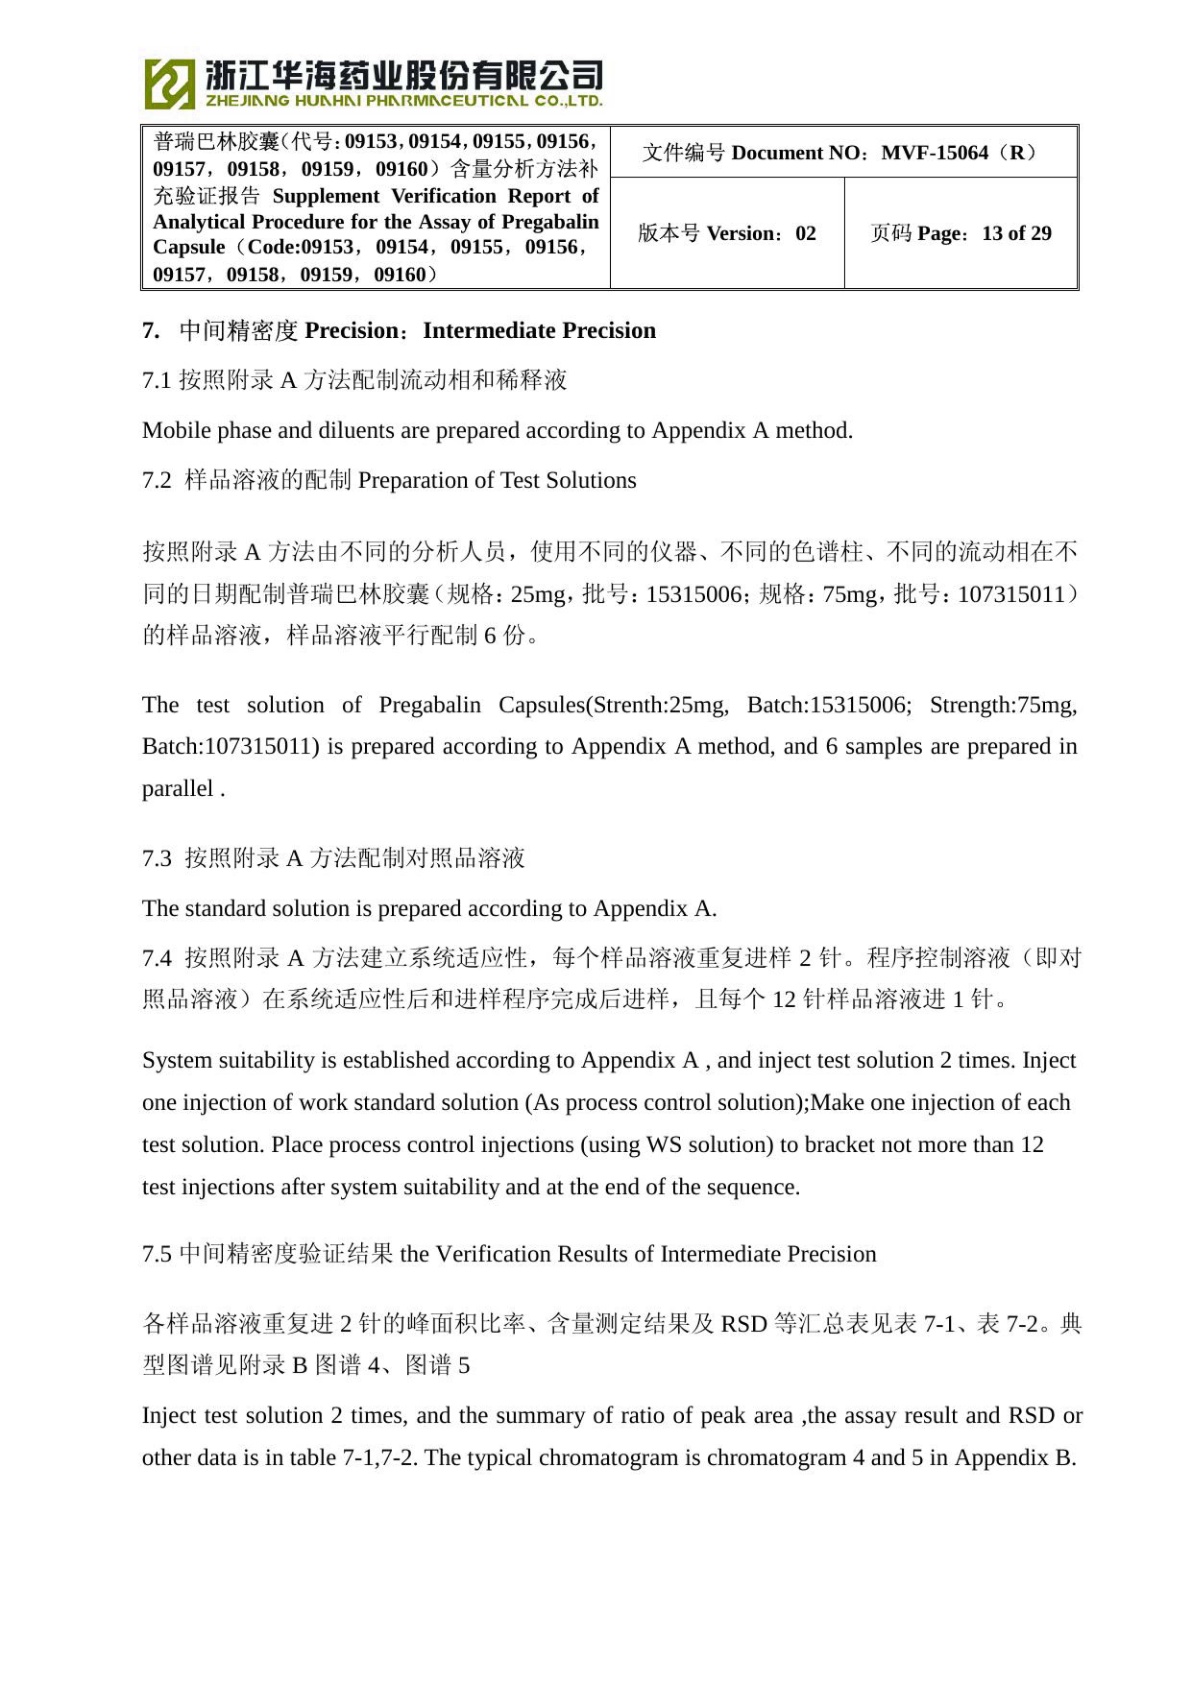 浙江华海药业股份有限公司
ZHEJIANG HUAHAI PHARMACEUTICAL CO.,LTD.
普瑞巴林胶囊（代号：09153，09154，09155，09156，
09157，09158，09159，09160）含量分析方法补
充验证报告 Supplement Verification Report of
Analytical Procedure for the Assay of Pregabalin
Capsule（Code:09153，09154，09155，09156，
09157，09158，09159，09160）
文件编号 Document NO：MVF-15064（R）
版本号 Version：02
页码 Page：13 of 29
7. 中间精密度 Precision：Intermediate Precision
7.1 按照附录 A 方法配制流动相和稀释液
Mobile phase and diluents are prepared according to Appendix A method.
7.2 样品溶液的配制 Preparation of Test Solutions
按照附录 A 方法由不同的分析人员，使用不同的仪器、不同的色谱柱、不同的流动相在不
同的日期配制普瑞巴林胶囊（规格：25mg，批号：15315006；规格：75mg，批号：107315011）
的样品溶液，样品溶液平行配制 6 份。
The test solution of Pregabalin Capsules(Strenth:25mg, Batch:15315006; Strength:75mg,
Batch:107315011) is prepared according to Appendix A method, and 6 samples are prepared in
parallel .
7.3 按照附录 A 方法配制对照品溶液
The standard solution is prepared according to Appendix A.
7.4 按照附录 A 方法建立系统适应性，每个样品溶液重复进样 2 针。程序控制溶液（即对
照品溶液）在系统适应性后和进样程序完成后进样，且每个 12 针样品溶液进 1 针。
System suitability is established according to Appendix A , and inject test solution 2 times. Inject
one injection of work standard solution (As process control solution);Make one injection of each
test solution. Place process control injections (using WS solution) to bracket not more than 12
test injections after system suitability and at the end of the sequence.
7.5 中间精密度验证结果 the Verification Results of Intermediate Precision
各样品溶液重复进 2 针的峰面积比率、含量测定结果及 RSD 等汇总表见表 7-1、表 7-2。典
型图谱见附录 B 图谱 4、图谱 5
Inject test solution 2 times, and the summary of ratio of peak area ,the assay result and RSD or
other data is in table 7-1,7-2. The typical chromatogram is chromatogram 4 and 5 in Appendix B.